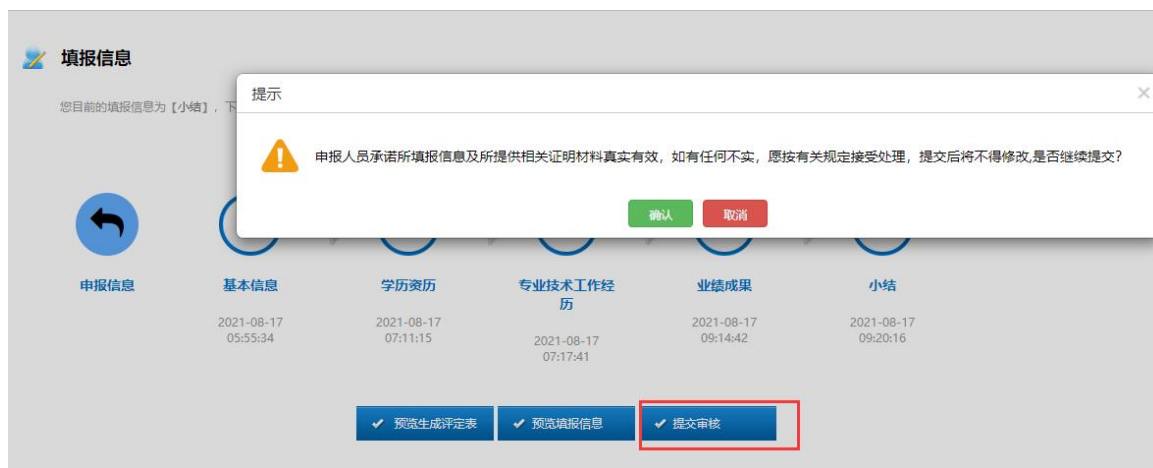 填报信息
您目前的填报信息为【小结】，下
提示
申报人员承诺所填报信息及所提供相关证明材料真实有效，如有任何不实，愿按有关规定接受处理，提交后将不得修改,是否继续提交？
确认
取消
申报信息
基本信息
2021-08-17
05:55:34
学历资历
2021-08-17
07:11:15
专业技术工作经
历
2021-08-17
07:17:41
业绩成果
2021-08-17
09:14:42
小结
2021-08-17
09:20:16
预览生成评定表
预览填报信息
提交审核